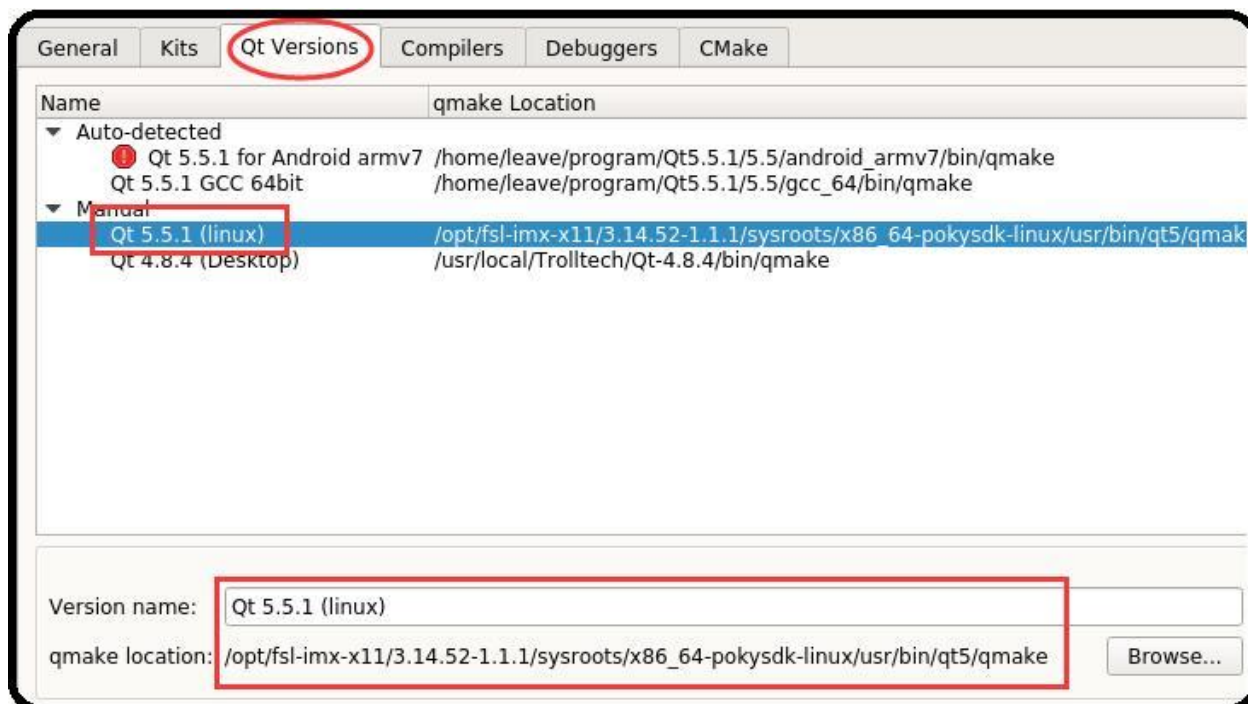 General Kits Qt Versions Compilers Debuggers CMake
Name qmake Location
Auto-detected
Qt 5.5.1 for Android armv7 /home/leave/program/Qt5.5.1/5.5/android_armv7/bin/qmake
Qt 5.5.1 GCC 64bit /home/leave/program/Qt5.5.1/5.5/gcc_64/bin/qmake
Manual
Qt 5.5.1 (linux) /opt/fsl-imx-x11/3.14.52-1.1.1/sysroots/x86_64-pokysdk-linux/usr/bin/qt5/qmak
Qt 4.8.4 (Desktop) /usr/local/Trolltech/Qt-4.8.4/bin/qmake
Version name: Qt 5.5.1 (linux)
qmake location: /opt/fsl-imx-x11/3.14.52-1.1.1/sysroots/x86_64-pokysdk-linux/usr/bin/qt5/qmake Browse...